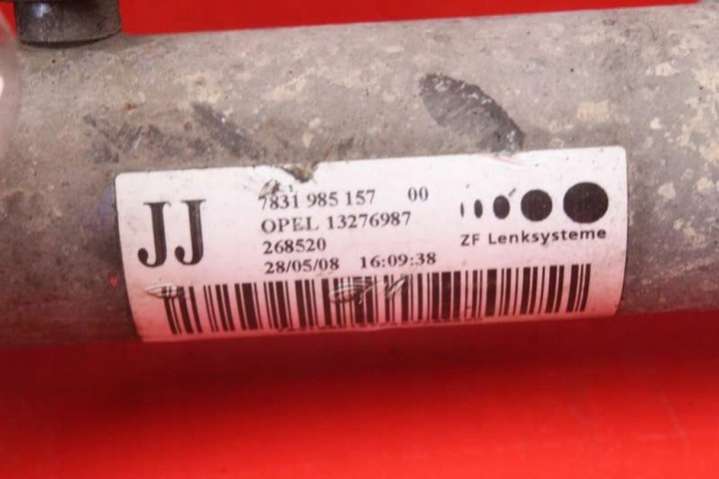 JJ
7831 985 157 00
OPEL 13276987
268520
28/05/08 16:09:38
ZF Lenksysteme